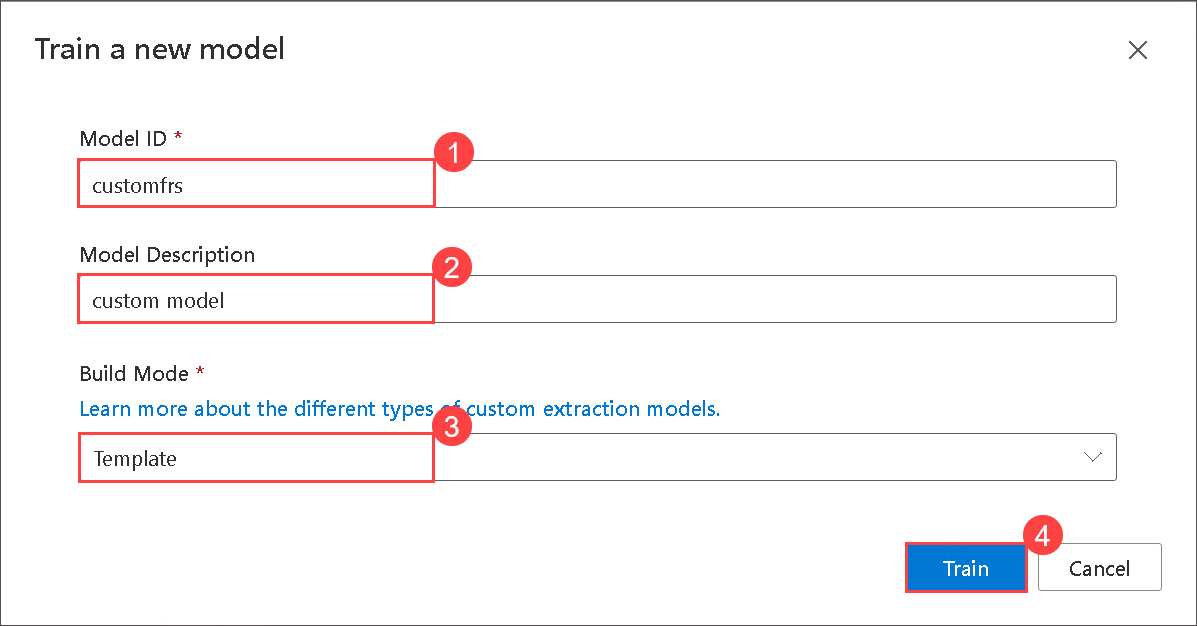 Train a new model
Model ID *
1
customfrs
Model Description
2
custom model
Build Mode *
Learn more about the different types of custom extraction models.
3
Template
4
Train
Cancel